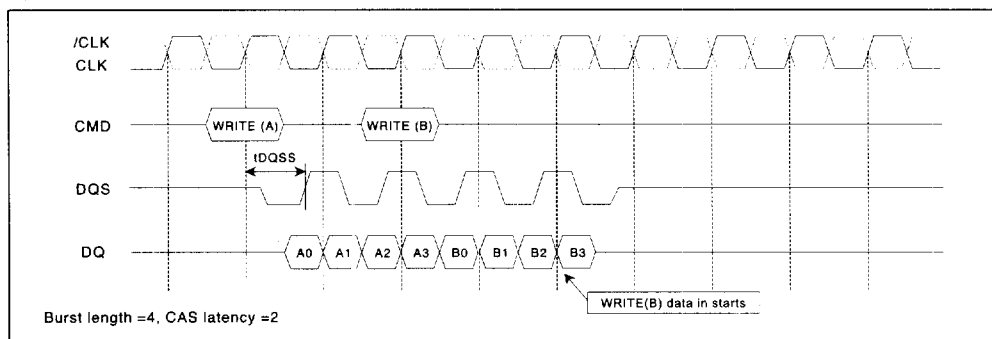 /CLK
CLK
CMD WRITE (A) WRITE (B)
tDQSS
DQS
DQ A0 A1 A2 A3 B0 B1 B2 B3
WRITE(B) data in starts
Burst length =4, CAS latency =2